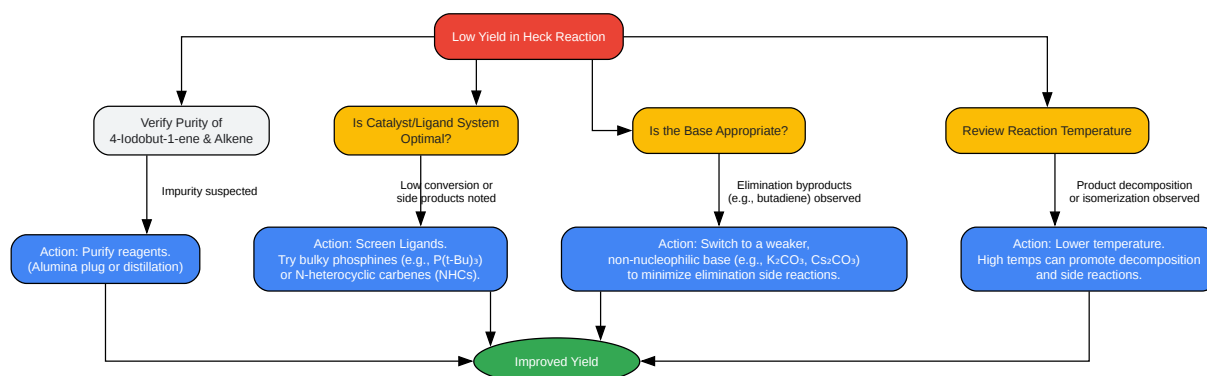 Low Yield in Heck Reaction
Verify Purity of
4-Iodobut-1-ene & Alkene
Is Catalyst/Ligand System
Optimal?
Is the Base Appropriate?
Review Reaction Temperature
Impurity suspected
Low conversion or
side products noted
Elimination byproducts
(e.g., butadiene) observed
Product decomposition
or isomerization observed
Action: Purify reagents.
(Alumina plug or distillation)
Action: Screen Ligands.
Try bulky phosphines (e.g., P(t-Bu)₃)
or N-heterocyclic carbenes (NHCs).
Action: Switch to a weaker,
non-nucleophilic base (e.g., K₂CO₃, Cs₂CO₃)
to minimize elimination side reactions.
Action: Lower temperature.
High temps can promote decomposition
and side reactions.
Improved Yield